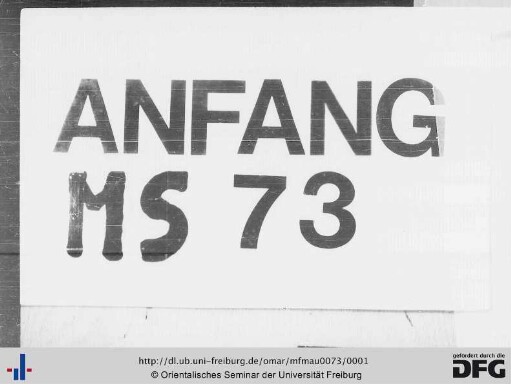 ANFANG
MS 73
http://dl.ub.uni-freiburg.de/omar/mfmau0073/0001
© Orientalisches Seminar der Universität Freiburg
gefördert durch die
DFG